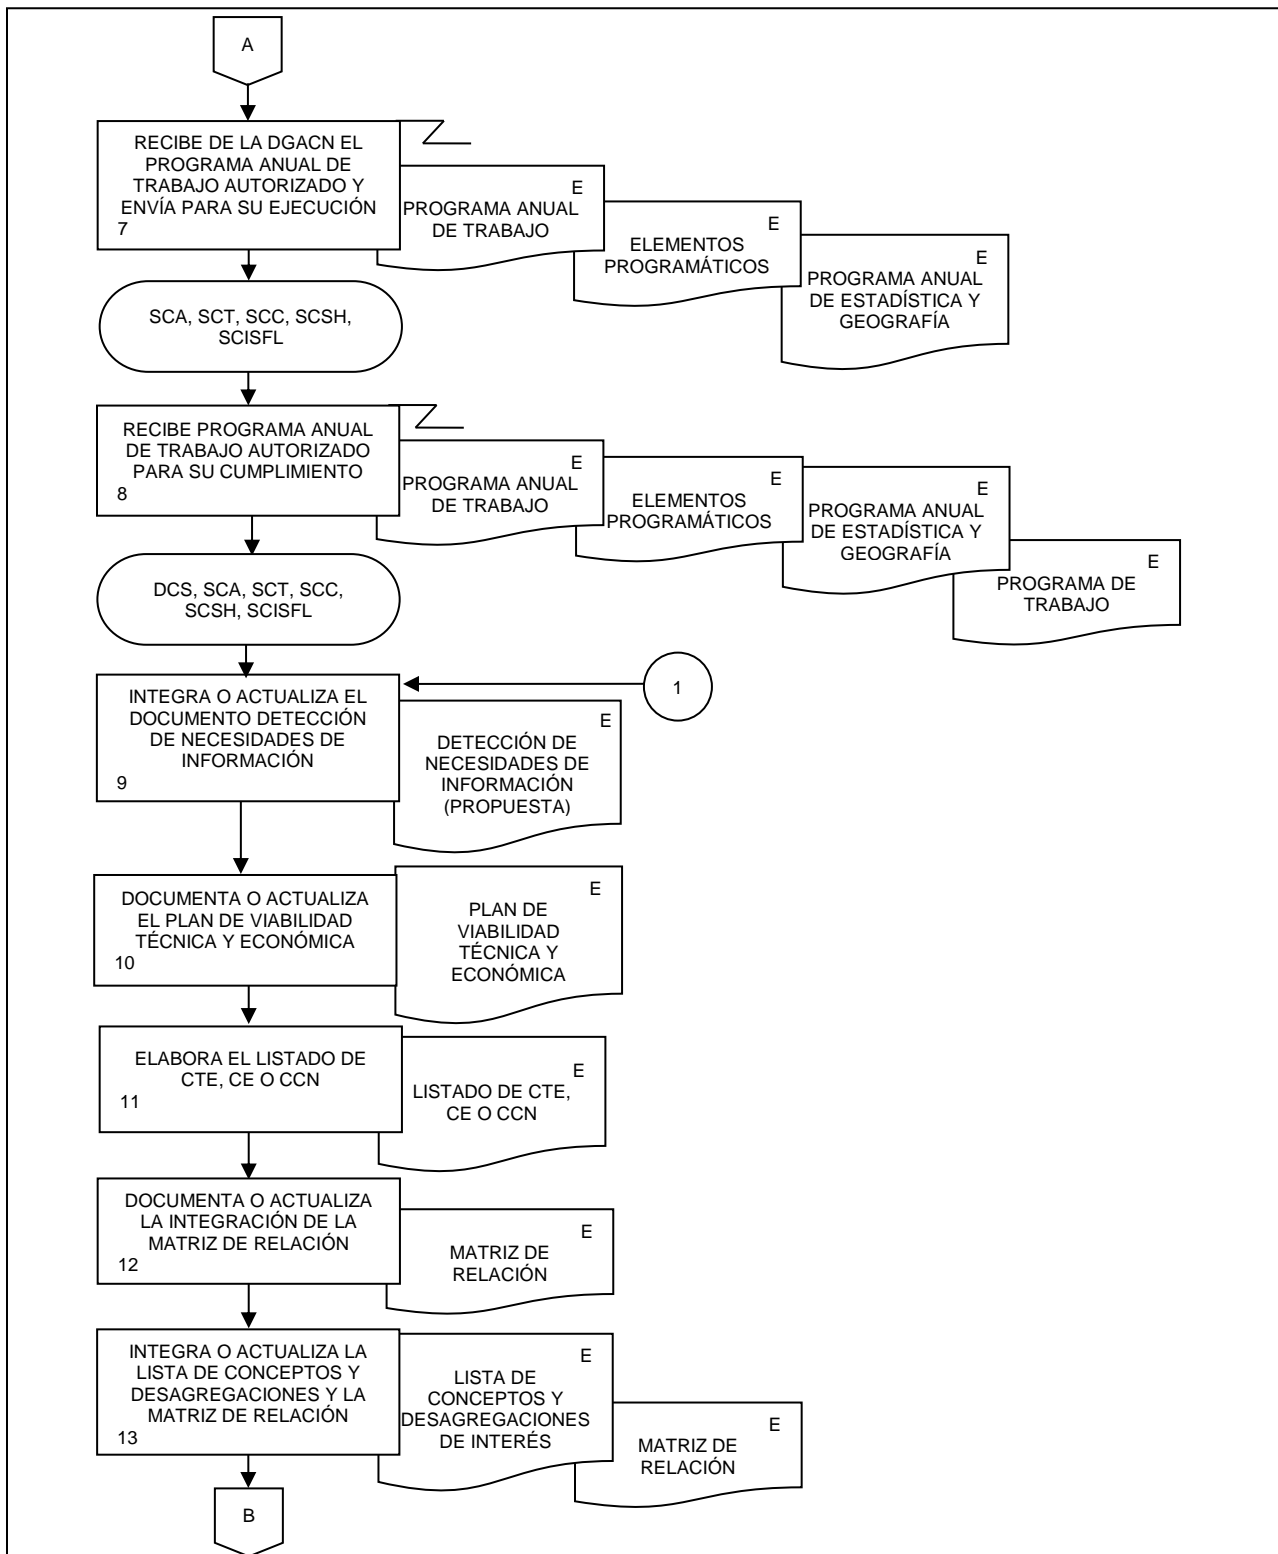 A
RECIBE DE LA DGACN EL
PROGRAMA ANUAL DE
TRABAJO AUTORIZADO Y
ENVÍA PARA SU EJECUCIÓN
7
E
PROGRAMA ANUAL
DE TRABAJO
E
ELEMENTOS
PROGRAMÁTICOS
E
PROGRAMA ANUAL
DE ESTADÍSTICA Y
GEOGRAFÍA
SCA, SCT, SCC, SCSH,
SCISFL
RECIBE PROGRAMA ANUAL
DE TRABAJO AUTORIZADO
PARA SU CUMPLIMIENTO
8
E
PROGRAMA ANUAL
DE TRABAJO
E
ELEMENTOS
PROGRAMÁTICOS
E
PROGRAMA ANUAL
DE ESTADÍSTICA Y
GEOGRAFÍA
E
PROGRAMA DE
TRABAJO
DCS, SCA, SCT, SCC,
SCSH, SCISFL
INTEGRA O ACTUALIZA EL
DOCUMENTO DETECCIÓN
DE NECESIDADES DE
INFORMACIÓN
9
1
E
DETECCIÓN DE
NECESIDADES DE
INFORMACIÓN
(PROPUESTA)
DOCUMENTA O ACTUALIZA
EL PLAN DE VIABILIDAD
TÉCNICA Y ECONÓMICA
10
E
PLAN DE
VIABILIDAD
TÉCNICA Y
ECONÓMICA
ELABORA EL LISTADO DE
CTE, CE O CCN
11
E
LISTADO DE CTE,
CE O CCN
DOCUMENTA O ACTUALIZA
LA INTEGRACIÓN DE LA
MATRIZ DE RELACIÓN
12
E
MATRIZ DE
RELACIÓN
INTEGRA O ACTUALIZA LA
LISTA DE CONCEPTOS Y
DESAGREGACIONES Y LA
MATRIZ DE RELACIÓN
13
E
LISTA DE
CONCEPTOS Y
DESAGREGACIONES
DE INTERÉS
E
MATRIZ DE
RELACIÓN
B